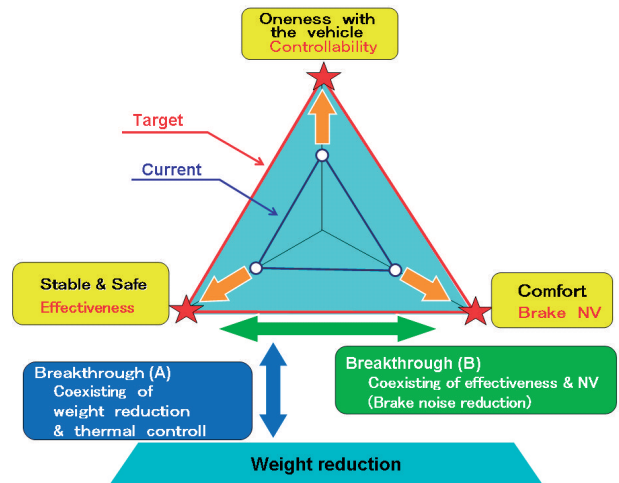 Oneness with
the vehicle
Controllability
Target
Current
Stable & Safe
Effectiveness
Comfort
Brake NV
Breakthrough (A)
Coexisting of
weight reduction
& thermal controll
Breakthrough (B)
Coexisting of effectiveness & NV
(Brake noise reduction)
Weight reduction